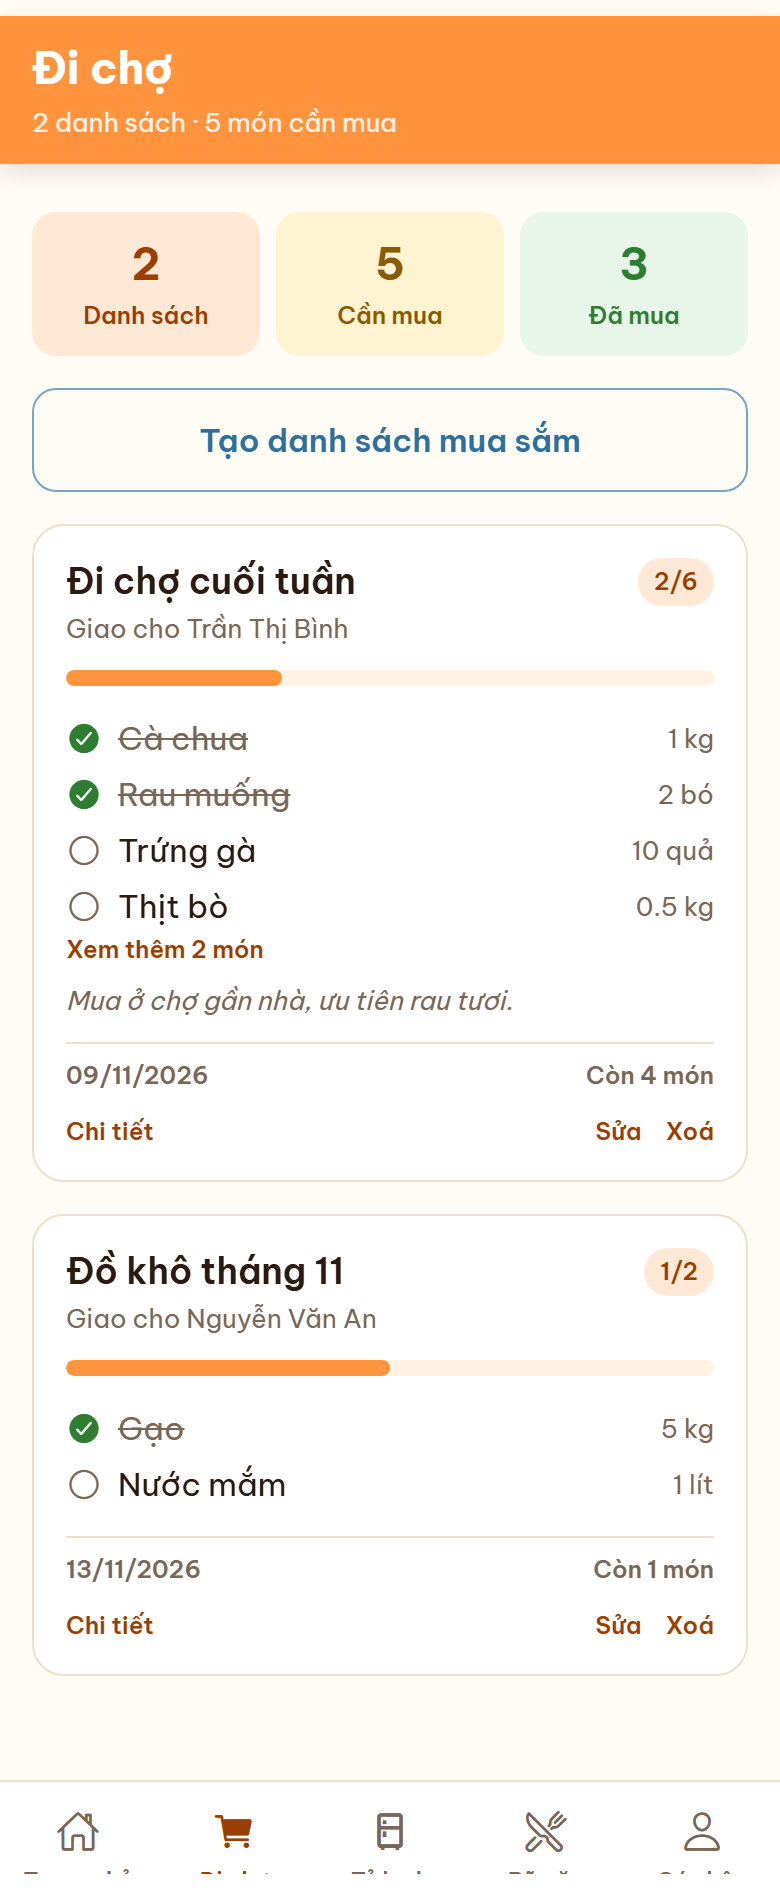 Đi chợ
2 danh sách · 5 món cần mua
2
Danh sách
5
Cần mua
3
Đã mua
Tạo danh sách mua sắm
Đi chợ cuối tuần
2/6
Giao cho Trần Thị Bình
Cà chua
1 kg
Rau muống
2 bó
Trứng gà
10 quả
Thịt bò
0.5 kg
Xem thêm 2 món
Mua ở chợ gần nhà, ưu tiên rau tươi.
09/11/2026
Còn 4 món
Chi tiết
Sửa
Xoá
Đồ khô tháng 11
1/2
Giao cho Nguyễn Văn An
Gạo
5 kg
Nước mắm
1 lít
13/11/2026
Còn 1 món
Chi tiết
Sửa
Xoá